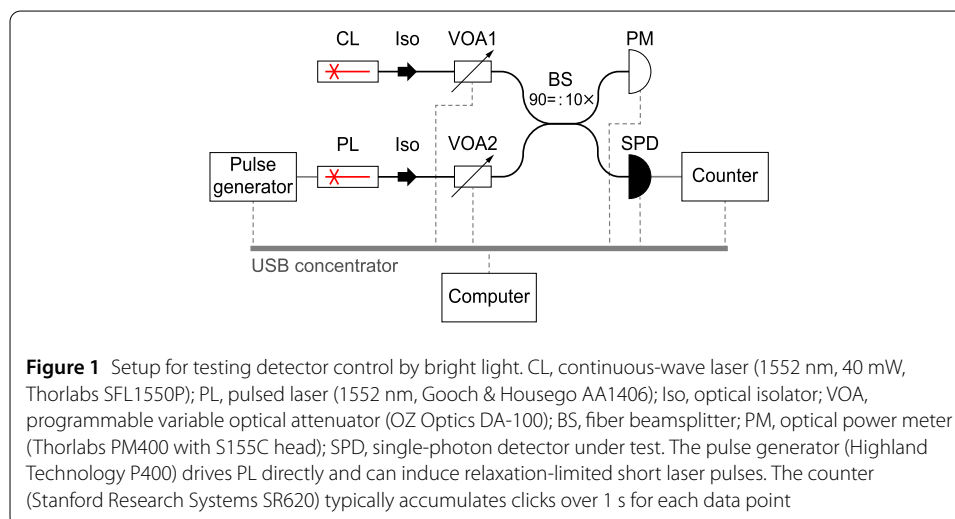 CL Iso VOA1 PM
BS
90=:10×
PL Iso VOA2 SPD
Pulse
generator
Counter
USB concentrator
Computer
Figure 1 Setup for testing detector control by bright light. CL, continuous-wave laser (1552 nm, 40 mW,
Thorlabs SFL1550P); PL, pulsed laser (1552 nm, Gooch & Housego AA1406); Iso, optical isolator; VOA,
programmable variable optical attenuator (OZ Optics DA-100); BS, fiber beamsplitter; PM, optical power meter
(Thorlabs PM400 with S155C head); SPD, single-photon detector under test. The pulse generator (Highland
Technology P400) drives PL directly and can induce relaxation-limited short laser pulses. The counter
(Stanford Research Systems SR620) typically accumulates clicks over 1 s for each data point